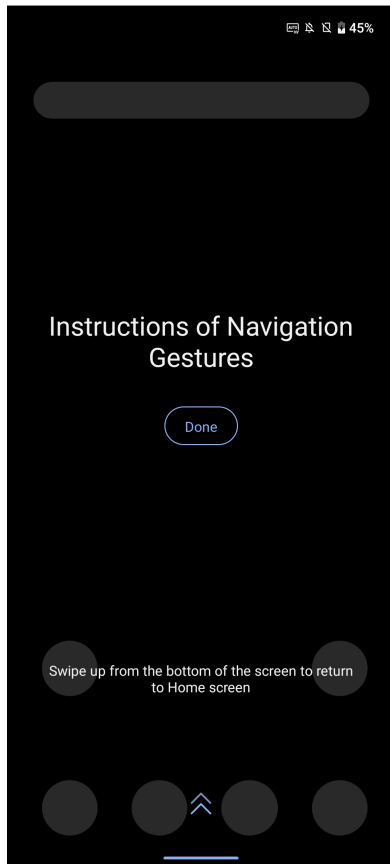 45%
Instructions of Navigation
Gestures
Done
Swipe up from the bottom of the screen to return
to Home screen